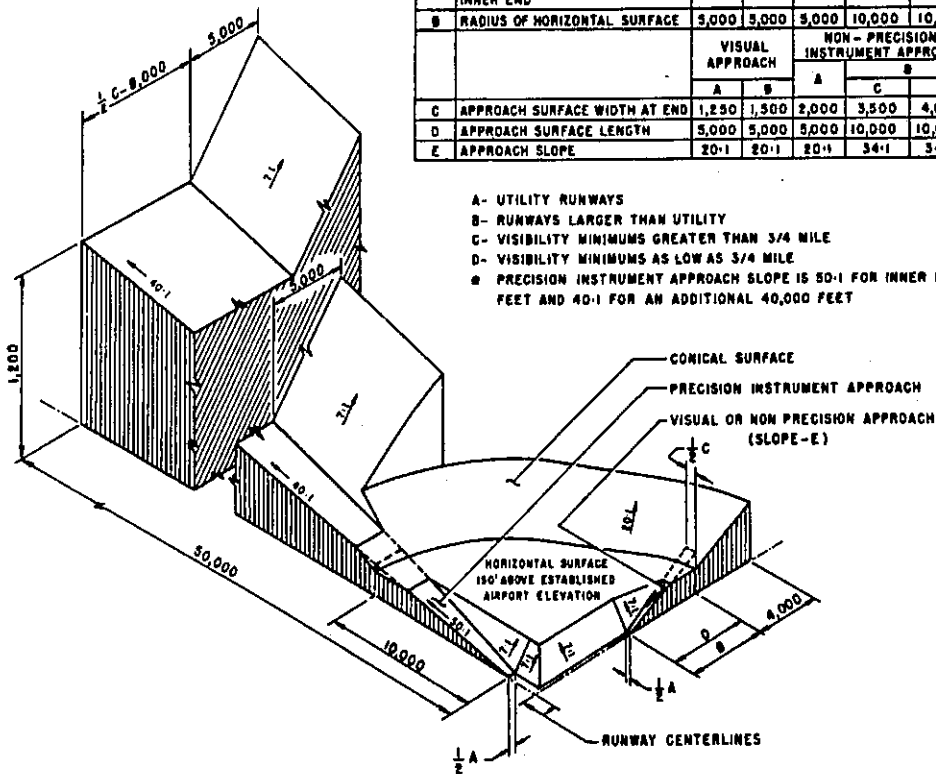 INNER END
B RADIUS OF HORIZONTAL SURFACE 5,000 5,000 5,000 10,000 10,
VISUAL APPROACH
NON - PRECISION
INSTRUMENT APPRO
A B A B
C
C APPROACH SURFACE WIDTH AT END 1,250 1,500 2,000 3,500 4,
D APPROACH SURFACE LENGTH 5,000 5,000 5,000 10,000 10,
E APPROACH SLOPE 20:1 20:1 20:1 34:1 3
A- UTILITY RUNWAYS
B- RUNWAYS LARGER THAN UTILITY
C- VISIBILITY MINIMUMS GREATER THAN 3/4 MILE
D- VISIBILITY MINIMUMS AS LOW AS 3/4 MILE
PRECISION INSTRUMENT APPROACH SLOPE IS 50:1 FOR INNER
FEET AND 40:1 FOR AN ADDITIONAL 40,000 FEET
5,000
½ C-8,000
7:1
40:1
5,000
1,200
7:1
40:1
CONICAL SURFACE
PRECISION INSTRUMENT APPROACH
VISUAL OR NON PRECISION APPROACH
(SLOPE-E)
½ C
20:1
HORIZONTAL SURFACE
150' ABOVE ESTABLISHED
AIRPORT ELEVATION
50,000
50:1
7:1
7:1
7:1
7:1
10,000
4,000
D
B
½ A
RUNWAY CENTERLINES
½ A